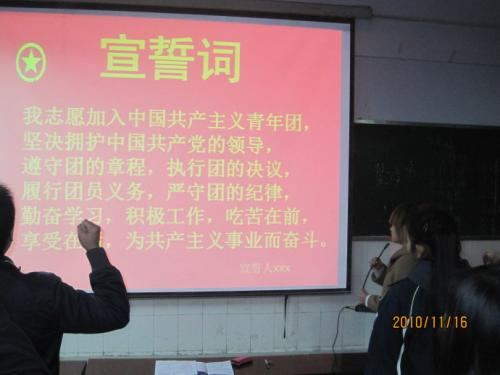 宣誓词
我志愿加入中国共产主义青年团，
坚决拥护中国共产党的领导，
遵守团的章程，执行团的决议，
履行团员义务，严守团的纪律，
勤奋学习，积极工作，吃苦在前，
享受在，为共产主义事业而奋斗。
宣誓人xxx
2010/11/16